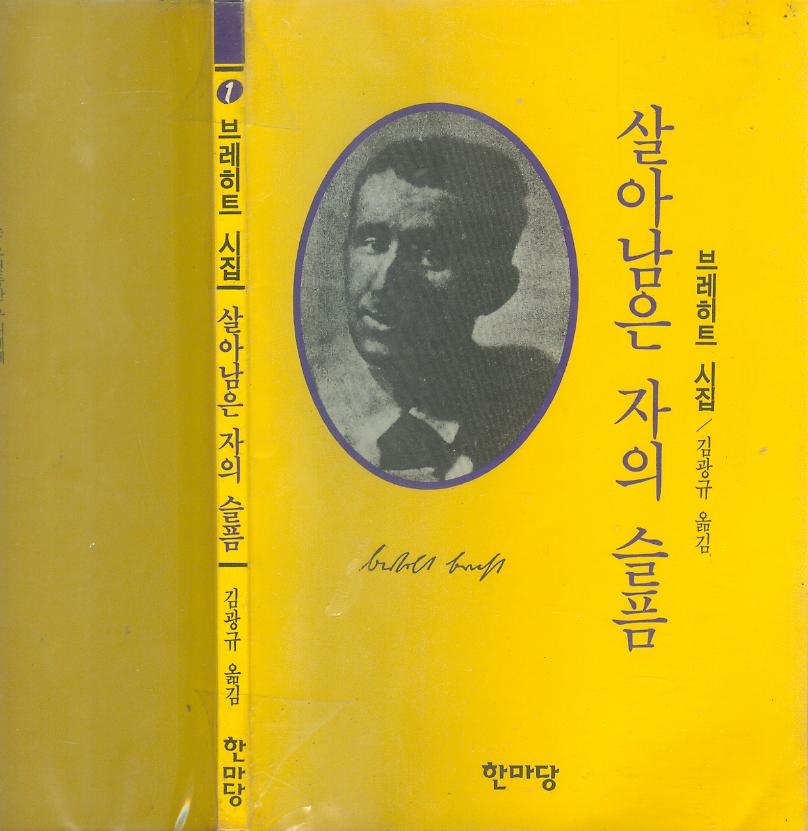 1
브레히트 시집
살아남은 자의 슬픔
김광규 옮김
한마당
살아남은 자의 슬픔
브레히트 시집 / 김광규 옮김
bertolt brecht
한마당